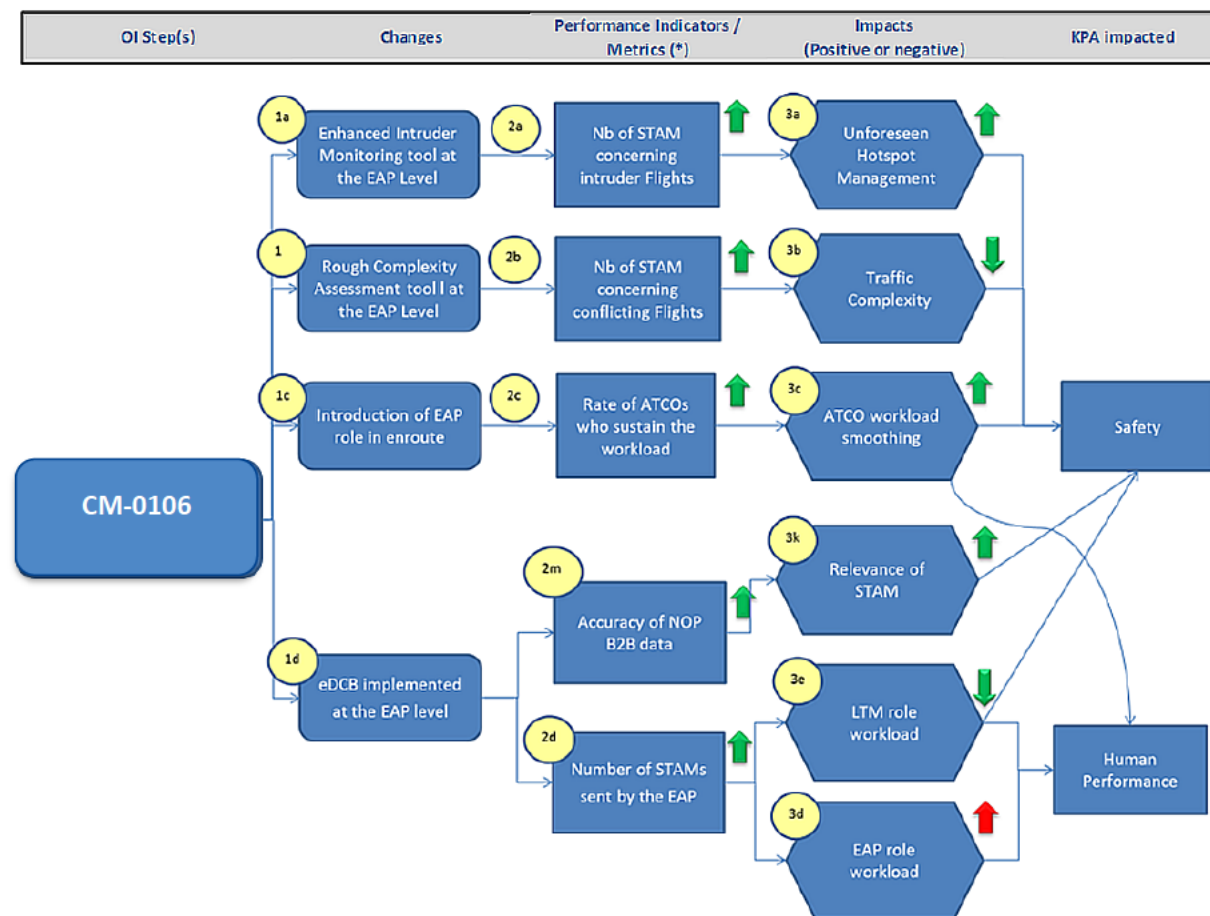 OI Step(s)
Changes
Performance Indicators /
Metrics (*)
Impacts
(Positive or negative)
KPA impacted
1a
Enhanced Intruder
Monitoring tool at
the EAP Level
2a
Nb of STAM
concerning
intruder Flights
3a
Unforeseen
Hotspot
Management
1
Rough Complexity
Assessment tool l at
the EAP Level
2b
Nb of STAM
concerning
conflicting Flights
3b
Traffic
Complexity
1c
Introduction of EAP
role in enroute
2c
Rate of ATCOs
who sustain the
workload
3c
ATCO workload
smoothing
Safety
CM-0106
2m
Accuracy of NOP
B2B data
3k
Relevance of
STAM
1d
eDCB implemented
at the EAP level
2d
Number of STAMs
sent by the EAP
3e
LTM role
workload
3d
EAP role
workload
Human
Performance